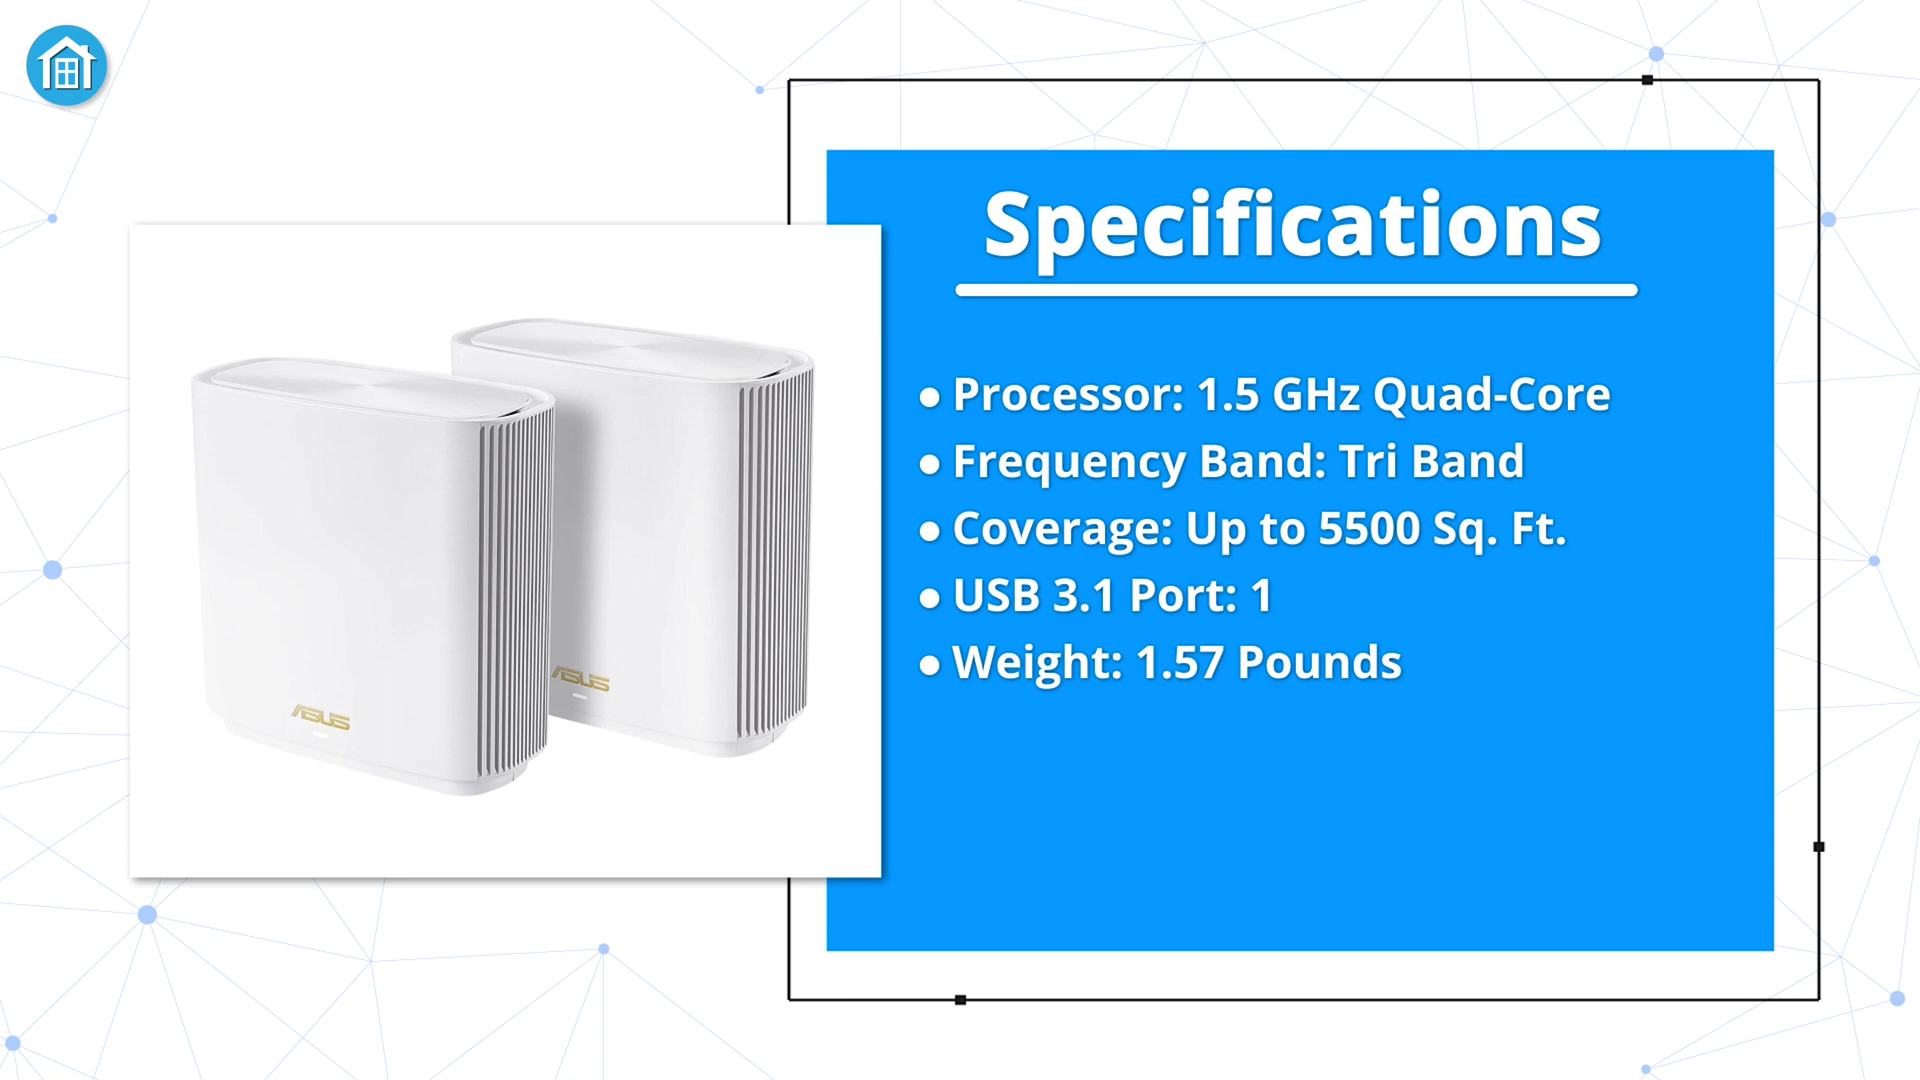 Specifications
• Processor: 1.5 GHz Quad-Core
• Frequency Band: Tri Band
• Coverage: Up to 5500 Sq. Ft.
• USB 3.1 Port: 1
• Weight: 1.57 Pounds
ASUS
ASUS